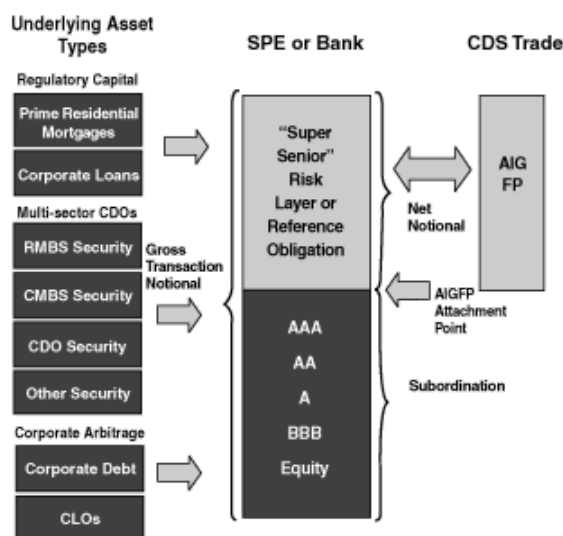 Underlying Asset
Types
SPE or Bank
CDS Trade
Regulatory Capital
Prime Residential
Mortgages
Corporate Loans
Multi-sector CDOs
RMBS Security
CMBS Security
CDO Security
Other Security
Corporate Arbitrage
Corporate Debt
CLOs
Gross
Transaction
Notional
“Super
Senior”
Risk
Layer or
Reference
Obligation
AAA
AA
A
BBB
Equity
Net
Notional
AIGFP
Attachment
Point
Subordination
AIG
FP